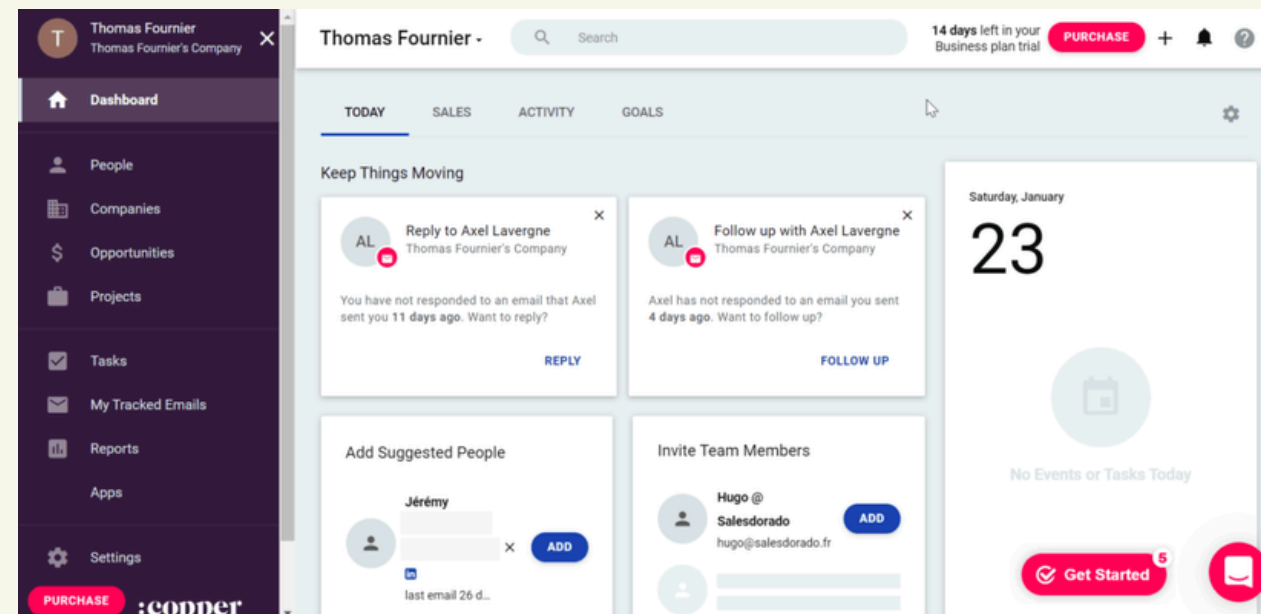 T
Thomas Fournier
Thomas Fournier's Company
Dashboard
People
Companies
Opportunities
Projects
Tasks
My Tracked Emails
Reports
Apps
Settings
PURCHASE
:copper
Thomas Fournier
Search
14 days left in your
Business plan trial
PURCHASE
TODAY
SALES
ACTIVITY
GOALS
Keep Things Moving
AL
Reply to Axel Lavergne
Thomas Fournier's Company
You have not responded to an email that Axel
sent you 11 days ago. Want to reply?
REPLY
AL
Follow up with Axel Lavergne
Thomas Fournier's Company
Axel has not responded to an email you sent
4 days ago. Want to follow up?
FOLLOW UP
Add Suggested People
Jérémy
ADD
in
last email 26 d...
Invite Team Members
Hugo @
Salesdorado
hugo@salesdorado.fr
ADD
Saturday, January
23
No Events or Tasks Today
Get Started
5